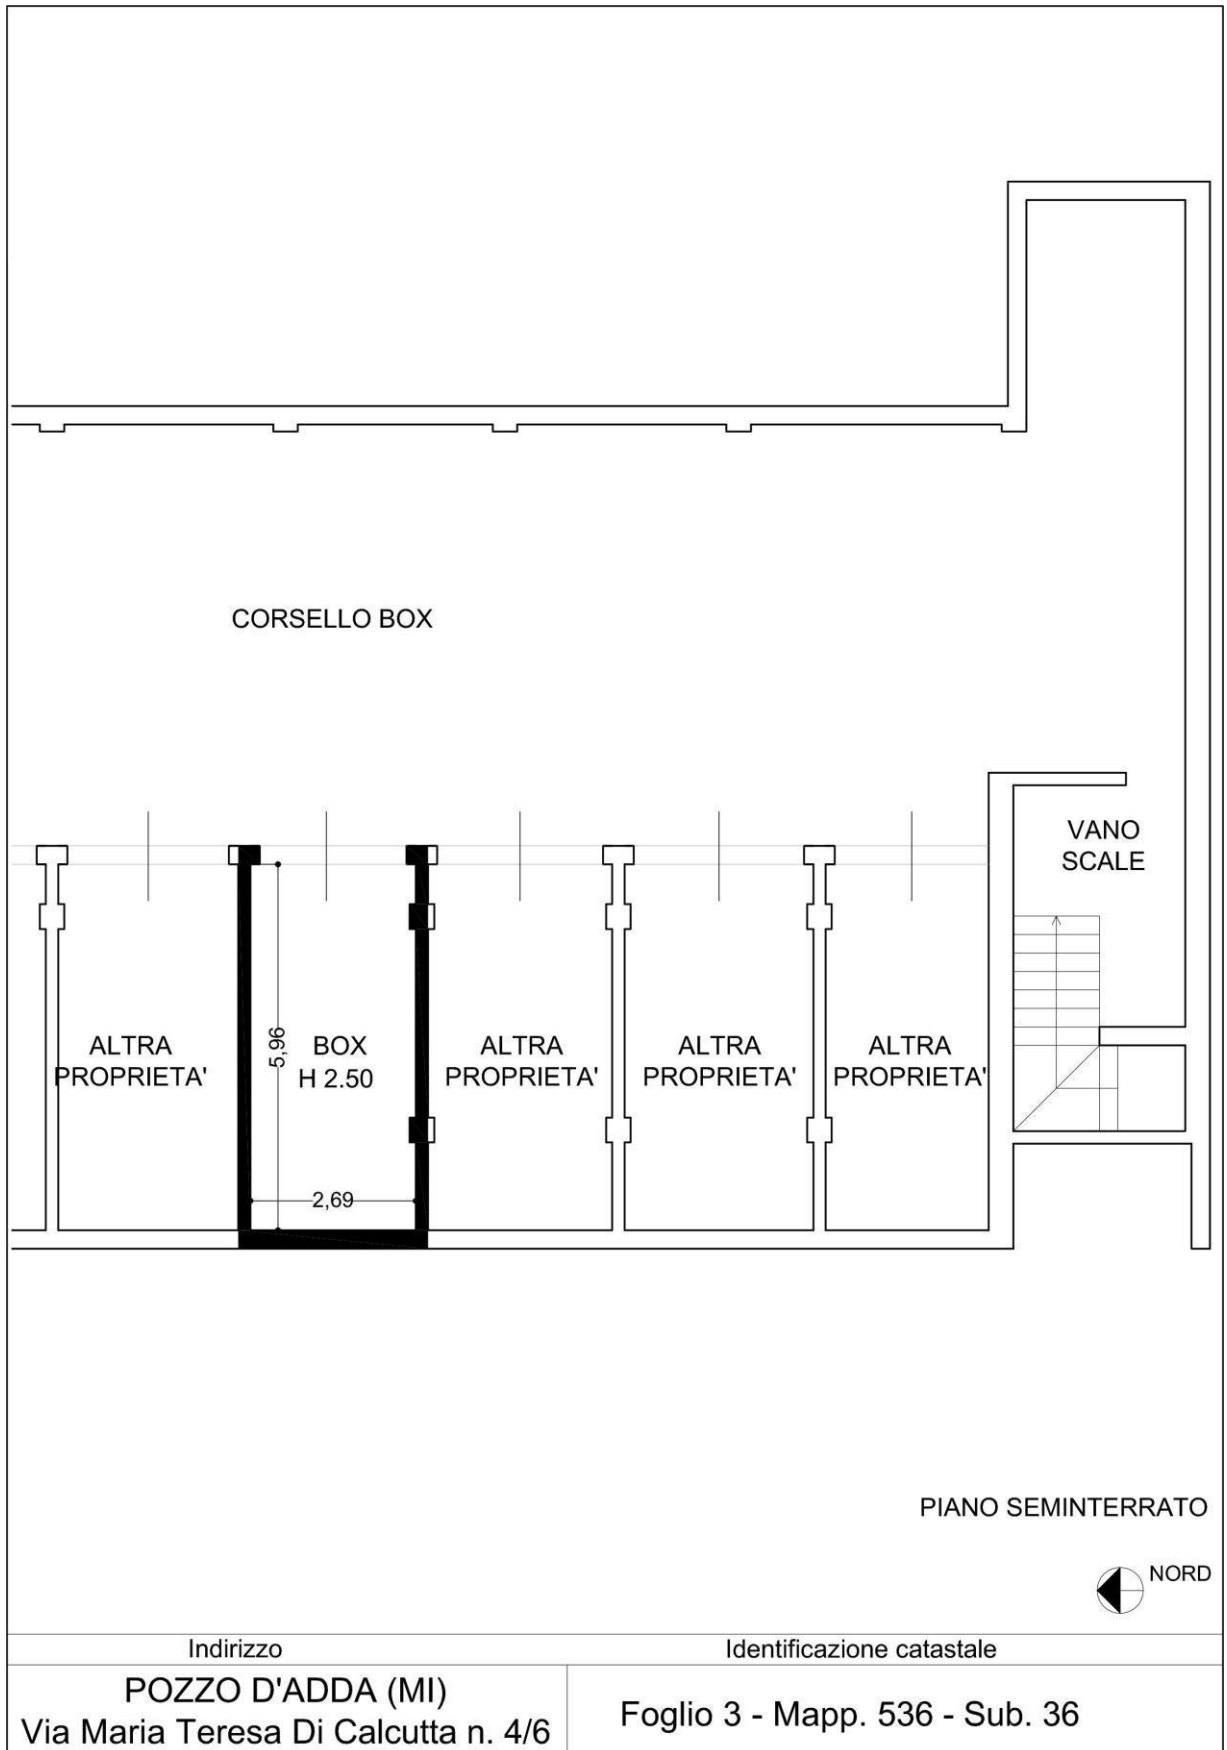 CORSELLO BOX
VANO
SCALE
ALTRA
PROPRIETA'
5,96
BOX
H 2.50
ALTRA
PROPRIETA'
ALTRA
PROPRIETA'
ALTRA
PROPRIETA'
2,69
PIANO SEMINTERRATO
NORD
Indirizzo
Identificazione catastale
POZZO D'ADDA (MI)
Via Maria Teresa Di Calcutta n. 4/6
Foglio 3 - Mapp. 536 - Sub. 36